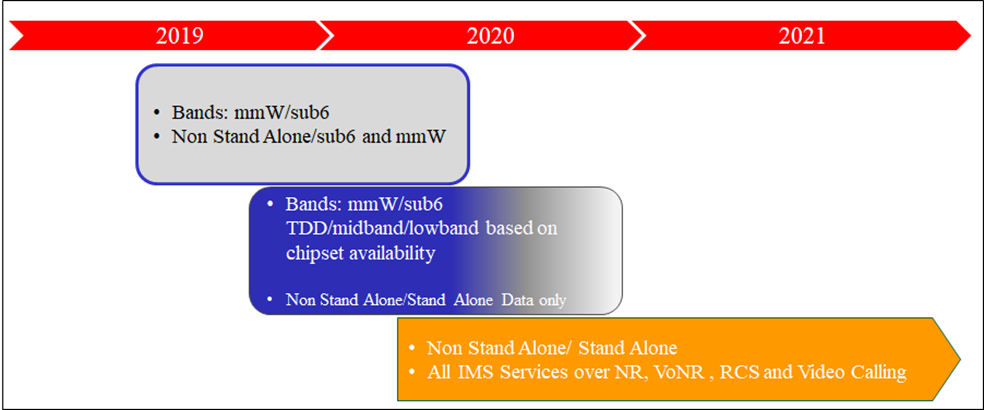 2019 2020 2021
• Bands: mmW/sub6
• Non Stand Alone/sub6 and mmW
• Bands: mmW/sub6
TDD/midband/lowband based on
chipset availability
• Non Stand Alone/Stand Alone Data only
• Non Stand Alone/ Stand Alone
• All IMS Services over NR, VoNR , RCS and Video Calling